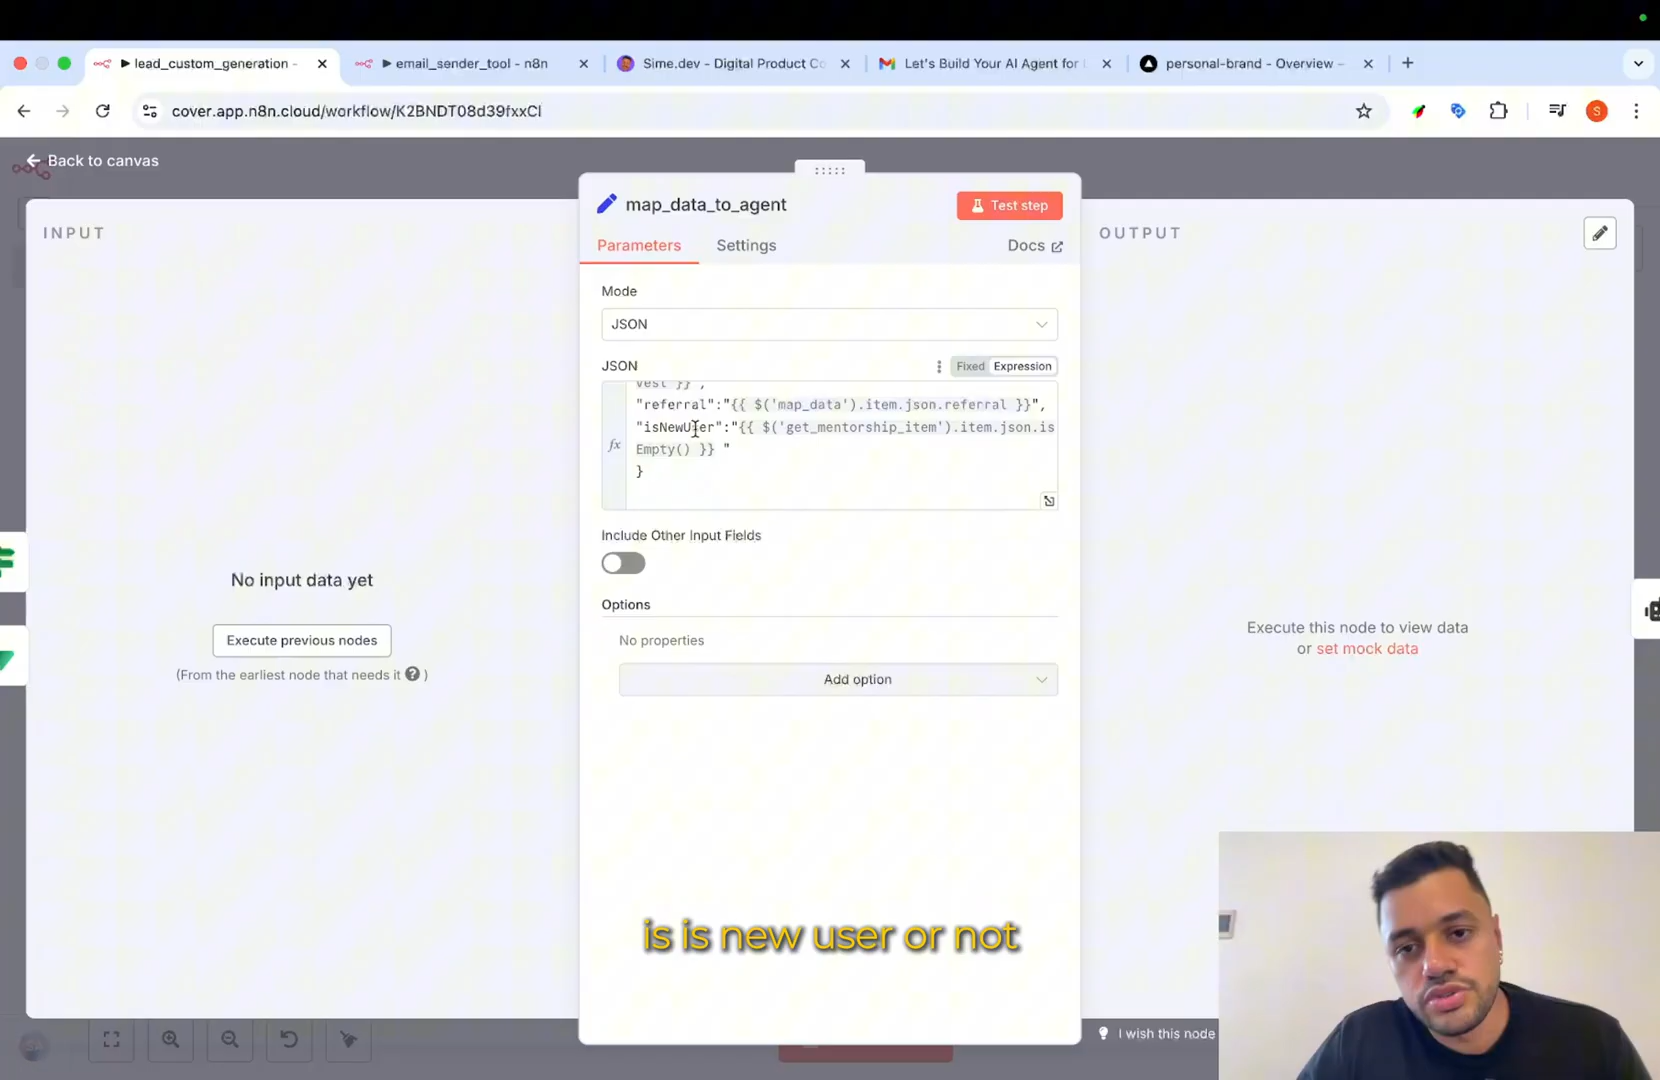 lead_custom_generation -
email_sender_tool - n8n
Sime.dev - Digital Product Co
Let's Build Your AI Agent for
personal-brand - Overview -
cover.app.n8n.cloud/workflow/K2BNDT08d39fxxCl
S
Back to canvas
INPUT
map_data_to_agent
Test step
OUTPUT
Parameters
Settings
Docs
Mode
JSON
JSON
Fixed
Expression
vest }}",
"referral":"{{ $('map_data').item.json.referral }}",
"isNewUser":"{{ $('get_mentorship_item').item.json.is
Empty() }} "
}
fx
Include Other Input Fields
No input data yet
Execute previous nodes
(From the earliest node that needs it ? )
Options
No properties
Add option
Execute this node to view data
or set mock data
is is new user or not
I wish this node